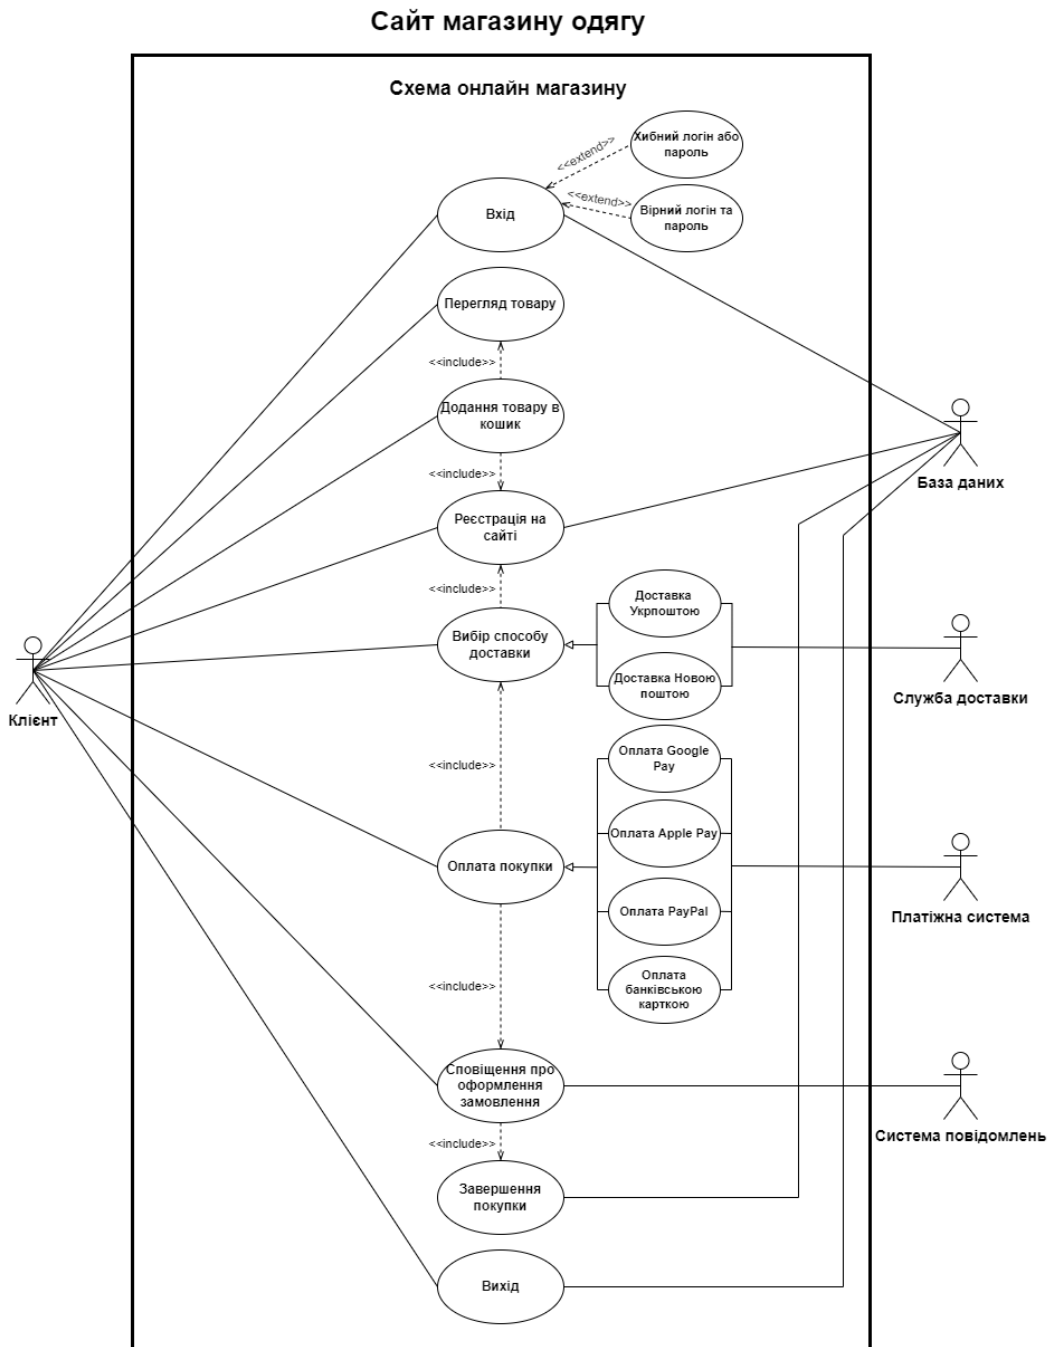 Сайт магазину одягу
Схема онлайн магазину
Хибний логін або
пароль
<<extend>>
<<extend>>
Вірний логін та
пароль
Вхід
Перегляд товару
<<include>>
Додання товару в
кошик
<<include>>
База даних
Реєстрація на
сайті
<<include>>
Доставка
Укрпоштою
Вибір способу
доставки
Доставка Новою
поштою
Служба доставки
Клієнт
Оплата Google
Pay
<<include>>
Оплата Apple Pay
Оплата покупки
Оплата PayPal
Платіжна система
Оплата
банківською
карткою
<<include>>
Сповіщення про
оформлення
замовлення
Система повідомлень
<<include>>
Завершення
покупки
Вихід